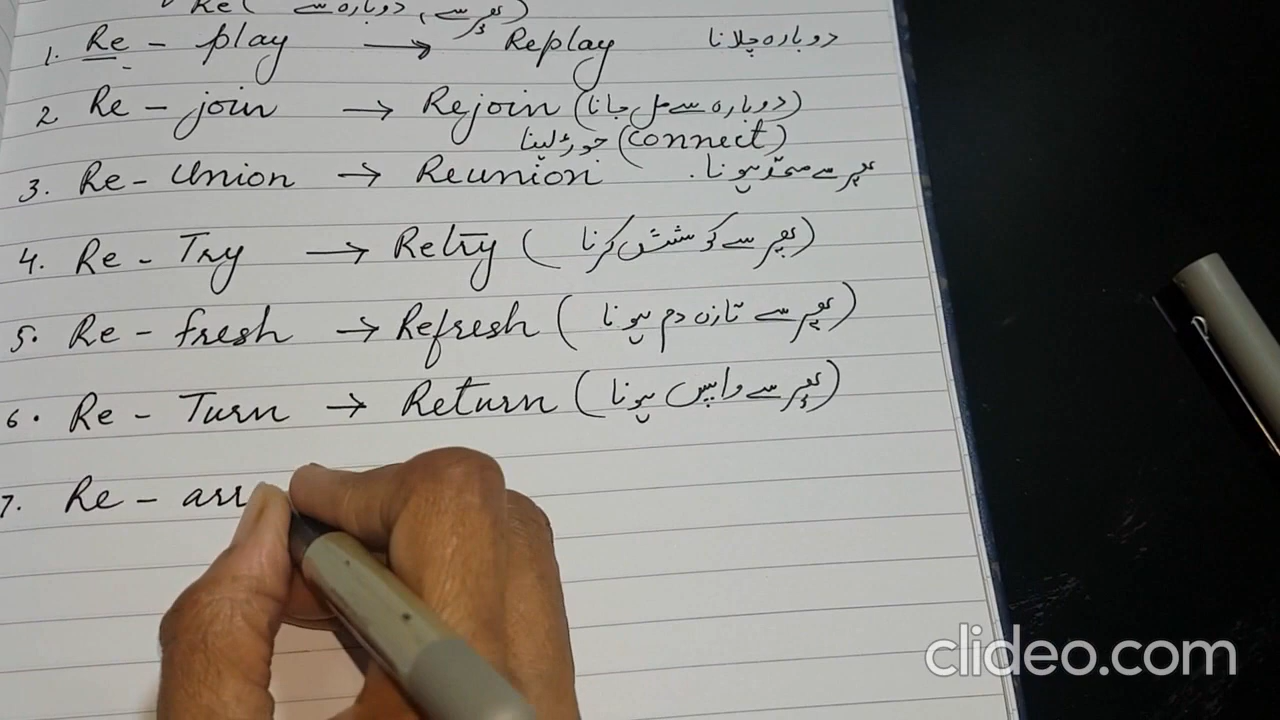 Re ( پھر سے , دوبارہ سے )
1. Re - play → Replay دوبارہ چلانا
2 Re - join → Rejoin (دوبارہ سے مل جانا)
جوڑ لینا (connect)
3. Re - Union → Reunion پھر سے متحد ہونا.
4. Re - Try → Retry (پھر سے کوشش کرنا)
5. Re - fresh → Refresh (پھر سے تازہ دم ہونا)
6. Re - Turn → Return (پھر سے واپس ہونا)
7. Re - arr
clideo.com